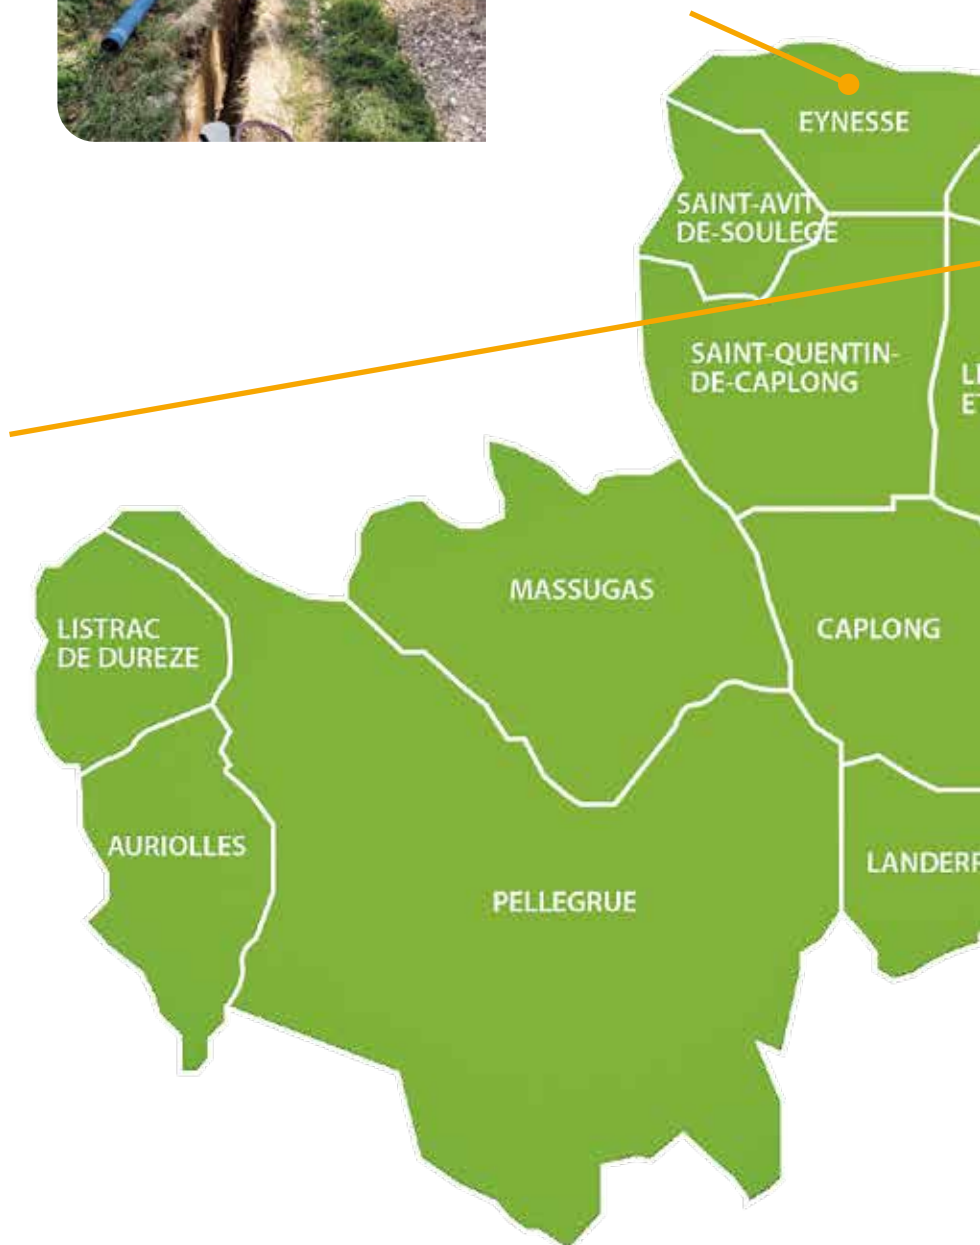 EYNESSE
SAINT-AVIT
DE-SOULEGE
SAINT-QUENTIN-
DE-CAPLONG
MASSUGAS
LISTRAC
DE DUREZE
CAPLONG
AURIOLLES
PELLEGRUE